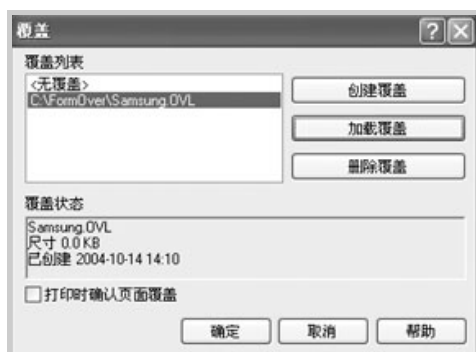 覆盖
覆盖列表
<无覆盖>
C:\FormOver\Samsung.OVL
创建覆盖
加载覆盖
删除覆盖
覆盖状态
Samsung.OVL
尺寸 0.0 KB
已创建 2004-10-14 14:10
打印时确认页面覆盖
确定 取消 帮助